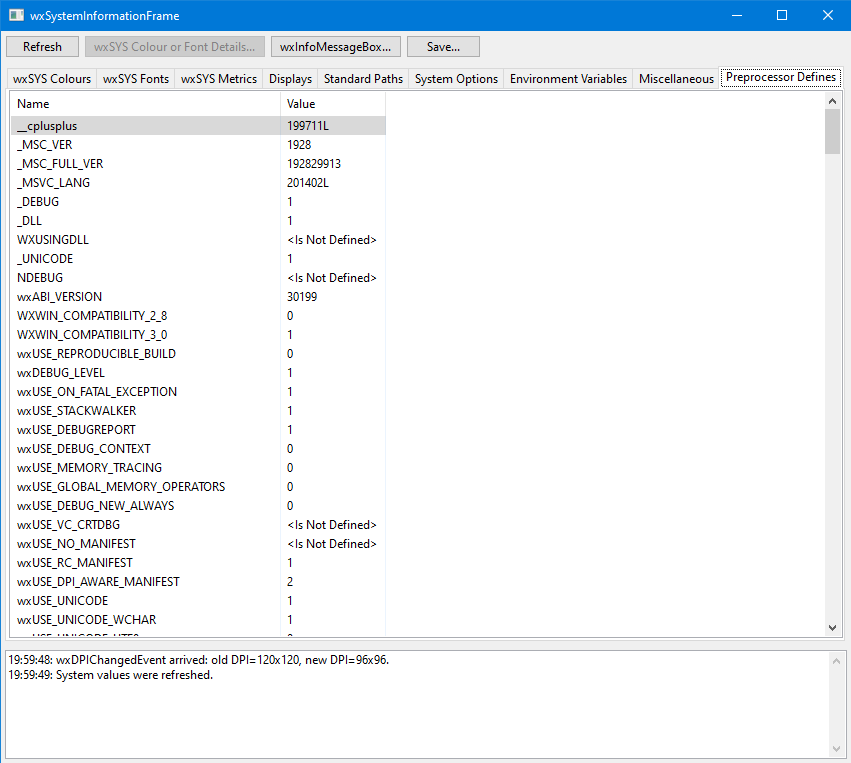 wxSystemInformationFrame
Refresh wxSYS Colour or Font Details... wxInfoMessageBox... Save...
wxSYS Colours wxSYS Fonts wxSYS Metrics Displays Standard Paths System Options Environment Variables Miscellaneous Preprocessor Defines
Name Value
__cplusplus 199711L
_MSC_VER 1928
_MSC_FULL_VER 192829913
_MSVC_LANG 201402L
_DEBUG 1
_DLL 1
WXUSINGDLL <Is Not Defined>
_UNICODE 1
NDEBUG <Is Not Defined>
wxABI_VERSION 30199
WXWIN_COMPATIBILITY_2_8 0
WXWIN_COMPATIBILITY_3_0 1
wxUSE_REPRODUCIBLE_BUILD 0
wxDEBUG_LEVEL 1
wxUSE_ON_FATAL_EXCEPTION 1
wxUSE_STACKWALKER 1
wxUSE_DEBUGREPORT 1
wxUSE_DEBUG_CONTEXT 0
wxUSE_MEMORY_TRACING 0
wxUSE_GLOBAL_MEMORY_OPERATORS 0
wxUSE_DEBUG_NEW_ALWAYS 0
wxUSE_VC_CRTDBG <Is Not Defined>
wxUSE_NO_MANIFEST <Is Not Defined>
wxUSE_RC_MANIFEST 1
wxUSE_DPI_AWARE_MANIFEST 2
wxUSE_UNICODE 1
wxUSE_UNICODE_WCHAR 1
19:59:48: wxDPIChangedEvent arrived: old DPI=120x120, new DPI=96x96.
19:59:49: System values were refreshed.